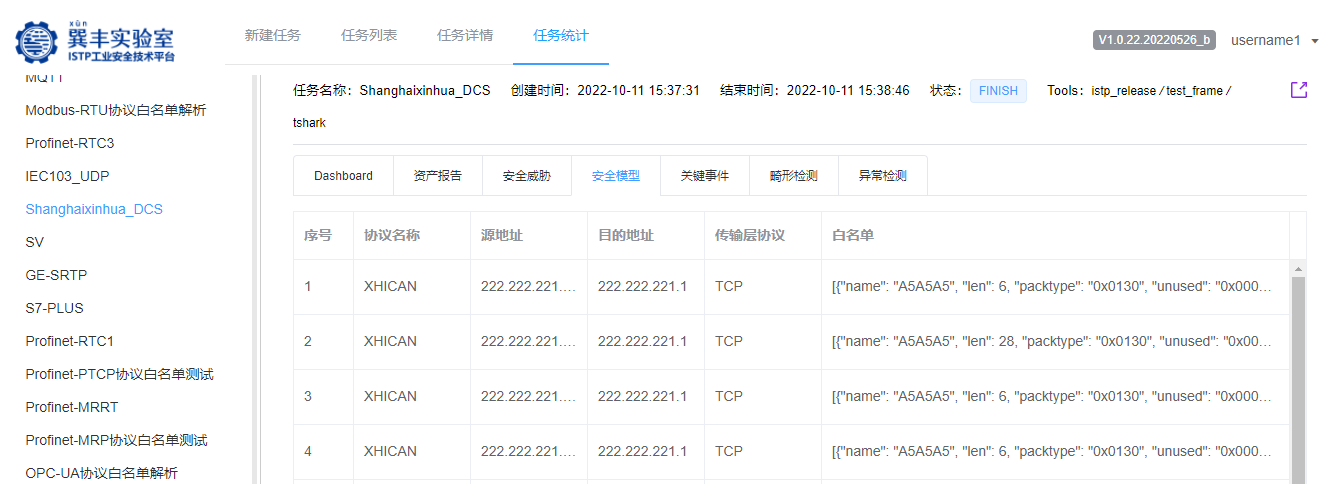 xùn
巽丰实验室
ISTP工业安全技术平台
新建任务 任务列表 任务详情 任务统计
V1.0.22.20220526_b username1
MQTT
Modbus-RTU协议白名单解析
Profinet-RTC3
IEC103_UDP
Shanghaixinhua_DCS
SV
GE-SRTP
S7-PLUS
Profinet-RTC1
Profinet-PTCP协议白名单测试
Profinet-MRRT
Profinet-MRP协议白名单测试
OPC-UA协议白名单解析
任务名称：Shanghaixinhua_DCS 创建时间：2022-10-11 15:37:31 结束时间：2022-10-11 15:38:46 状态： FINISH Tools：istp_release / test_frame /
tshark
Dashboard 资产报告 安全威胁 安全模型 关键事件 畸形检测 异常检测
序号 协议名称 源地址 目的地址 传输层协议 白名单
1 XHICAN 222.222.221.… 222.222.221.1 TCP [{"name": "A5A5A5", "len": 6, "packtype": "0x0130", "unused": "0x000…
2 XHICAN 222.222.221.… 222.222.221.1 TCP [{"name": "A5A5A5", "len": 28, "packtype": "0x0130", "unused": "0x00…
3 XHICAN 222.222.221.… 222.222.221.1 TCP [{"name": "A5A5A5", "len": 6, "packtype": "0x0130", "unused": "0x000…
4 XHICAN 222.222.221.… 222.222.221.1 TCP [{"name": "A5A5A5", "len": 6, "packtype": "0x0130", "unused": "0x000…